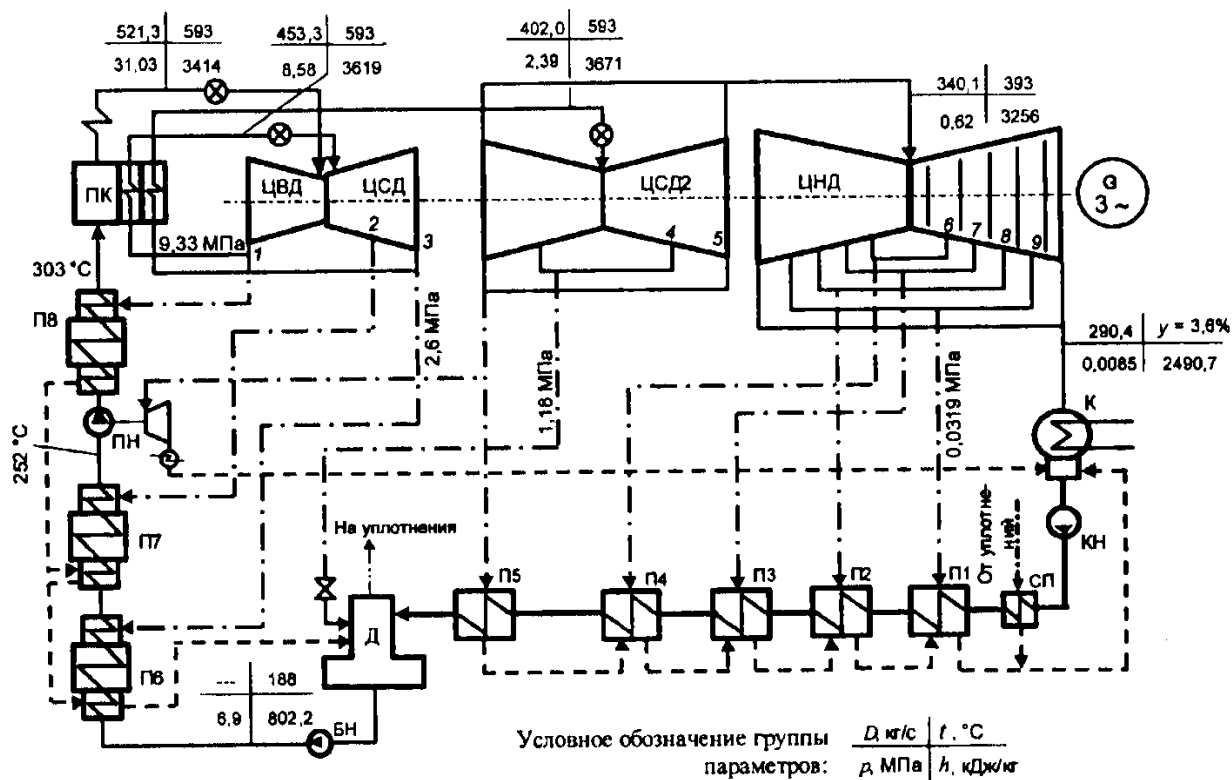 521,3 593
31,03 3414
453,3 593
8,58 3619
402,0 593
2,39 3671
340,1 393
0,62 3256
ПК
ЦВД
ЦСД
ЦСД2
ЦНД
G
3 ~
1
2
3
4
5
6
7
8
9
9,33 МПа
303 °С
П8
2,6 МПа
1,18 МПа
0,0319 МПа
290,4 y = 3,6%
0,0085 2490,7
К
ПН
252 °С
П7
На уплотнения
От уплотне-
ний
КН
П5
П4
П3
П2
П1
СП
Д
П6
--- 188
6,9 802,2
БН
Условное обозначение группы
параметров:
D, кг/с t, °С
p, МПа h, кДж/кг